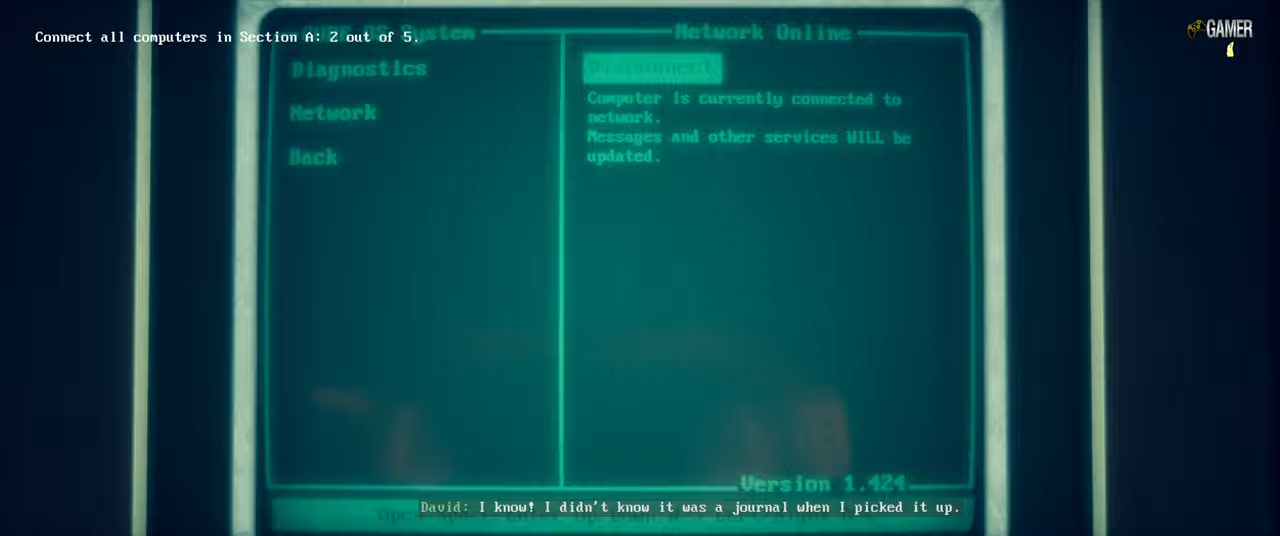 Connect all computers in Section A: 2 out of 5.
System
Network Online
GAMER
Diagnostics
Disconnect
Network
Back
Computer is currently connected to
network.
Messages and other services WILL be
updated.
Version 1.424
David: I know! I didn't know it was a journal when I picked it up.